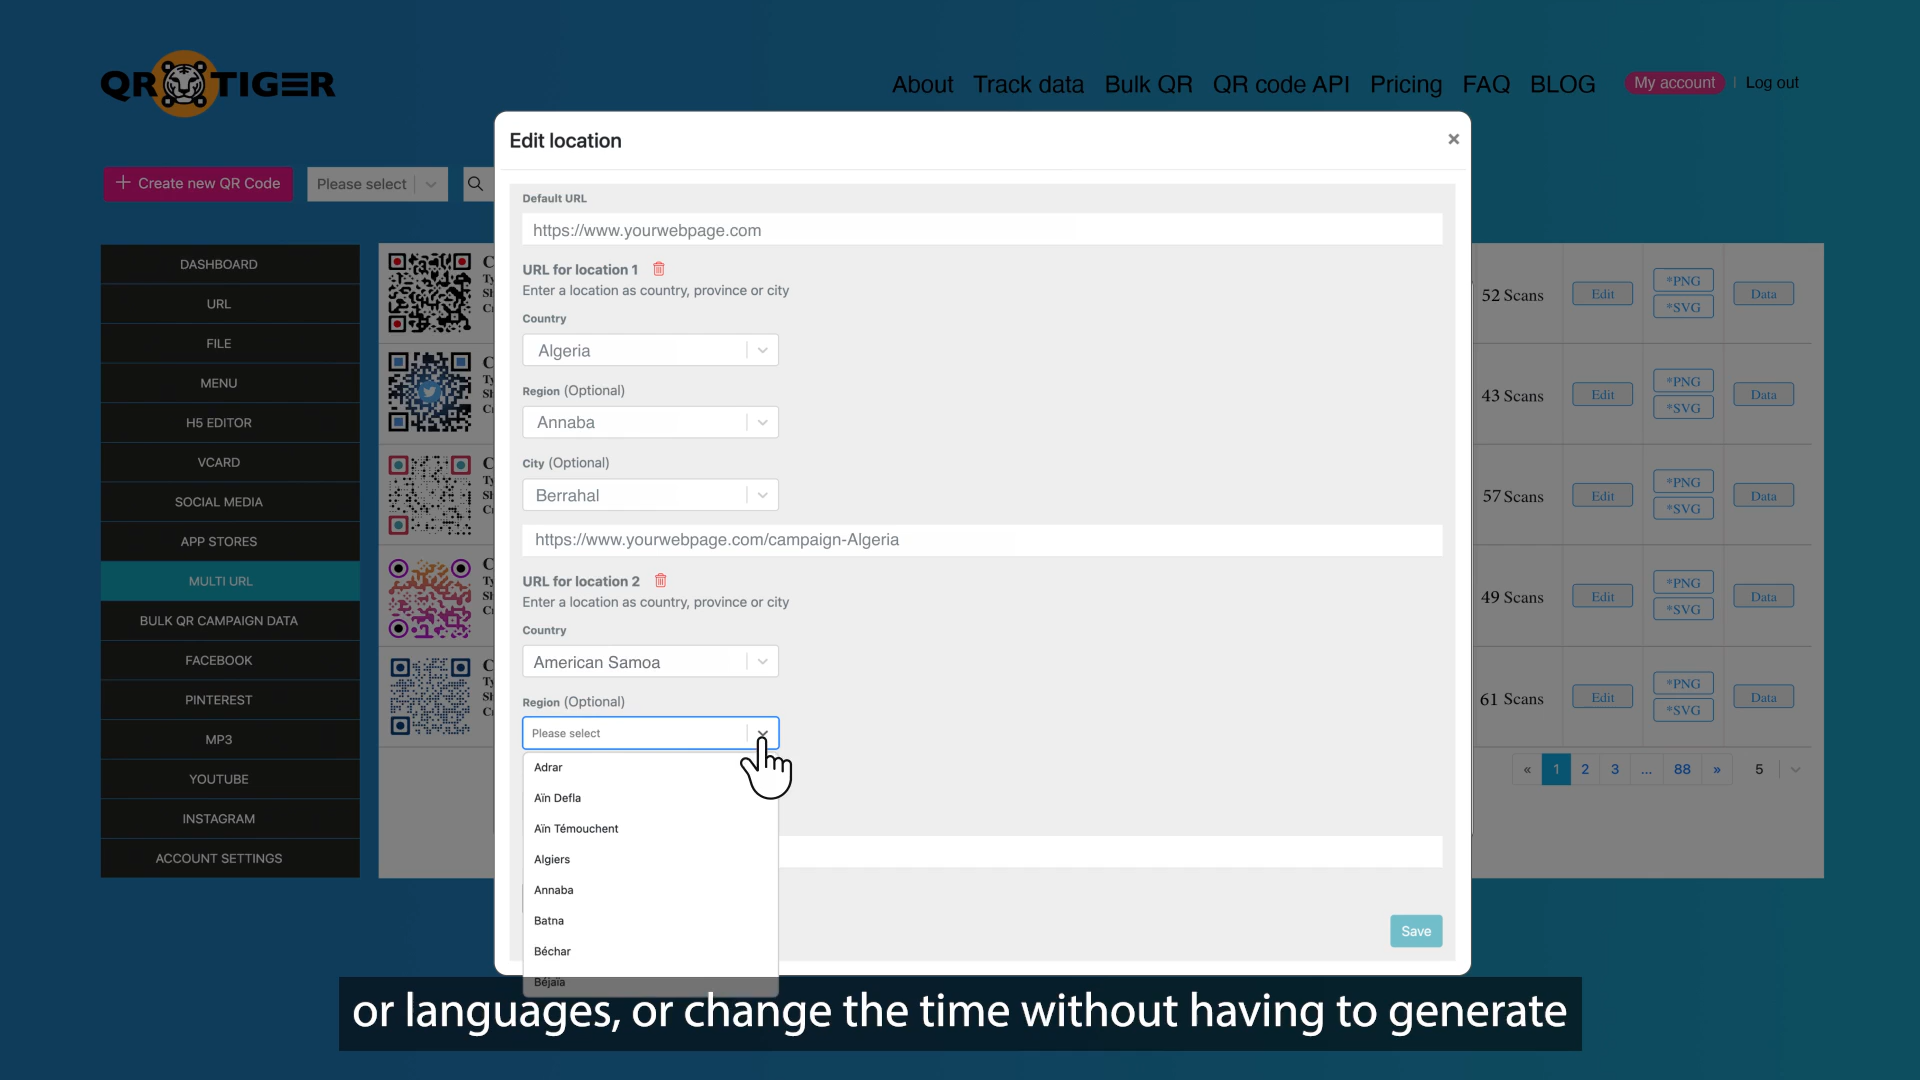 QR TIGER
About Track data Bulk QR QR code API Pricing FAQ BLOG My account | Log out
Edit location ×
+ Create new QR Code
Please select
Default URL
https://www.yourwebpage.com
URL for location 1
Enter a location as country, province or city
Country
Algeria
Region (Optional)
Annaba
City (Optional)
Berrahal
https://www.yourwebpage.com/campaign-Algeria
URL for location 2
Enter a location as country, province or city
Country
American Samoa
Region (Optional)
Please select
Adrar
Aïn Defla
Aïn Témouchent
Algiers
Annaba
Batna
Béchar
Béjaïa
Save
DASHBOARD
URL
FILE
MENU
H5 EDITOR
VCARD
SOCIAL MEDIA
APP STORES
MULTI URL
BULK QR CAMPAIGN DATA
FACEBOOK
PINTEREST
MP3
YOUTUBE
INSTAGRAM
ACCOUNT SETTINGS
52 Scans Edit *PNG *SVG Data
43 Scans Edit *PNG *SVG Data
57 Scans Edit *PNG *SVG Data
49 Scans Edit *PNG *SVG Data
61 Scans Edit *PNG *SVG Data
« 1 2 3 ... 88 » 5
or languages, or change the time without having to generate